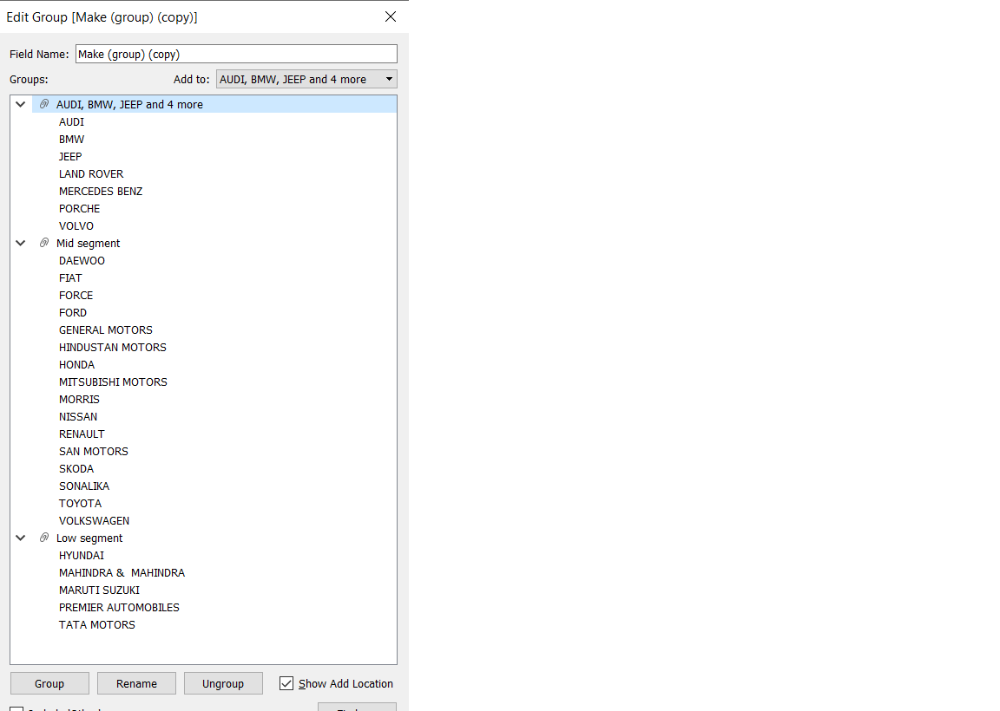 Edit Group [Make (group) (copy)]
Field Name: Make (group) (copy)
Groups: Add to: AUDI, BMW, JEEP and 4 more
AUDI, BMW, JEEP and 4 more
AUDI
BMW
JEEP
LAND ROVER
MERCEDES BENZ
PORCHE
VOLVO
Mid segment
DAEWOO
FIAT
FORCE
FORD
GENERAL MOTORS
HINDUSTAN MOTORS
HONDA
MITSUBISHI MOTORS
MORRIS
NISSAN
RENAULT
SAN MOTORS
SKODA
SONALIKA
TOYOTA
VOLKSWAGEN
Low segment
HYUNDAI
MAHINDRA &  MAHINDRA
MARUTI SUZUKI
PREMIER AUTOMOBILES
TATA MOTORS
Group Rename Ungroup Show Add Location